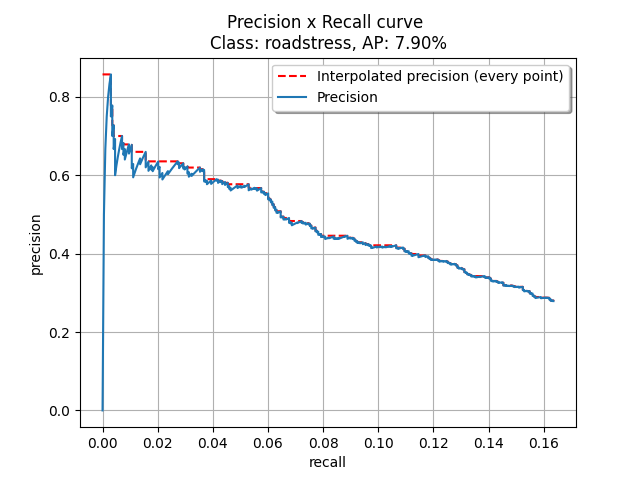 Precision x Recall curve
Class: roadstress, AP: 7.90%
Interpolated precision (every point)
Precision
0.8
0.6
0.4
0.2
0.0
precision
0.00 0.02 0.04 0.06 0.08 0.10 0.12 0.14 0.16
recall